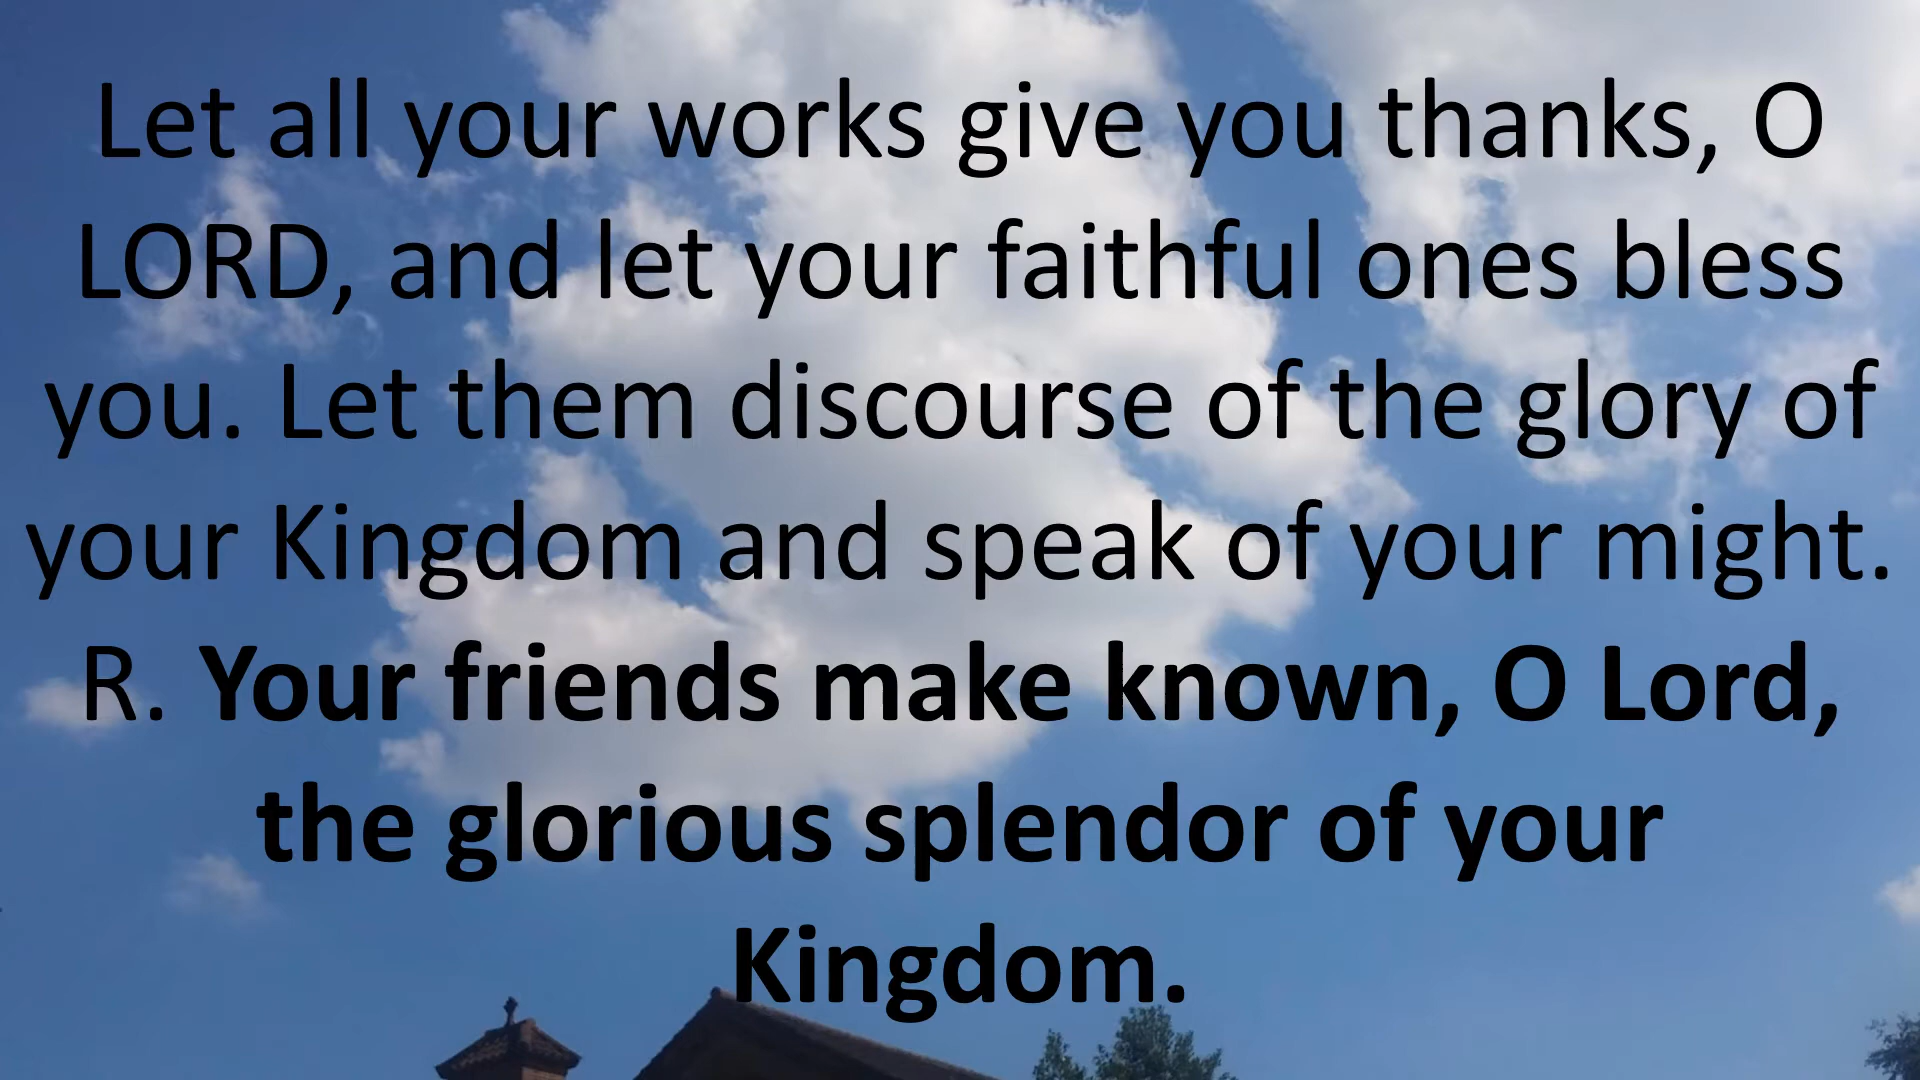 Let all your works give you thanks, O
LORD, and let your faithful ones bless
you. Let them discourse of the glory of
your Kingdom and speak of your might.
R. Your friends make known, O Lord,
the glorious splendor of your
Kingdom.